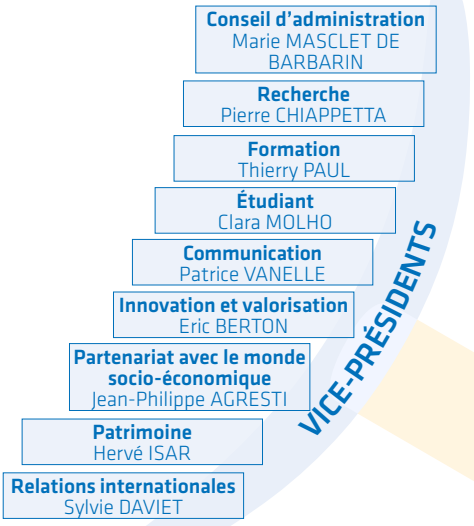 Conseil d’administration
Marie MASCLET DE
BARBARIN
Recherche
Pierre CHIAPPETTA
Formation
Thierry PAUL
Étudiant
Clara MOLHO
Communication
Patrice VANELLE
Innovation et valorisation
Eric BERTON
Partenariat avec le monde
socio-économique
Jean-Philippe AGRESTI
Patrimoine
Hervé ISAR
Relations internationales
Sylvie DAVIET
VICE-PRÉSIDENTS